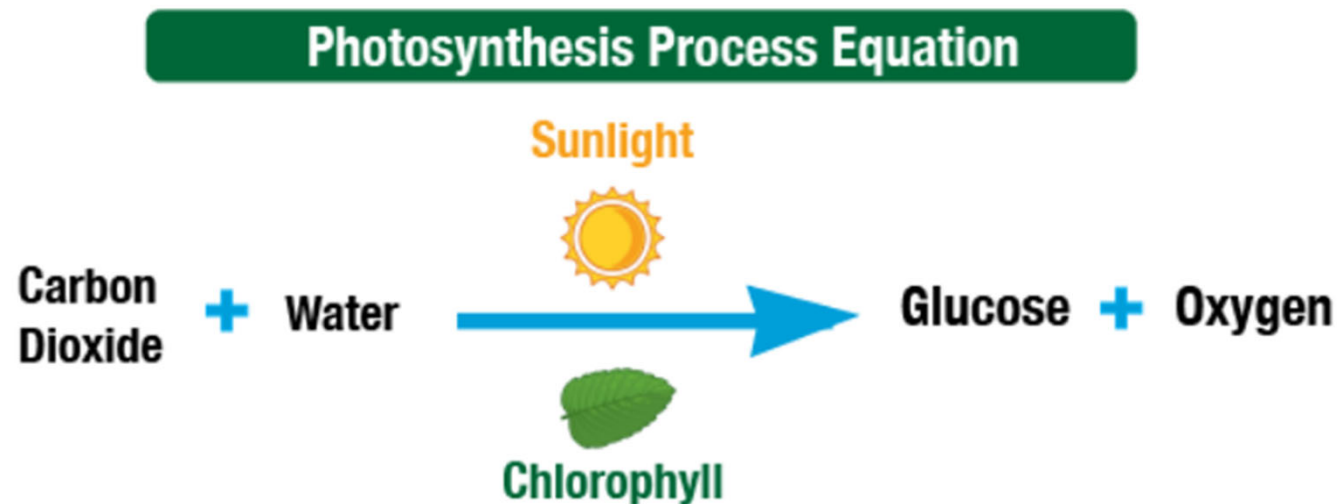 Photosynthesis Process Equation
Sunlight
Carbon
Dioxide + Water
Glucose + Oxygen
Chlorophyll